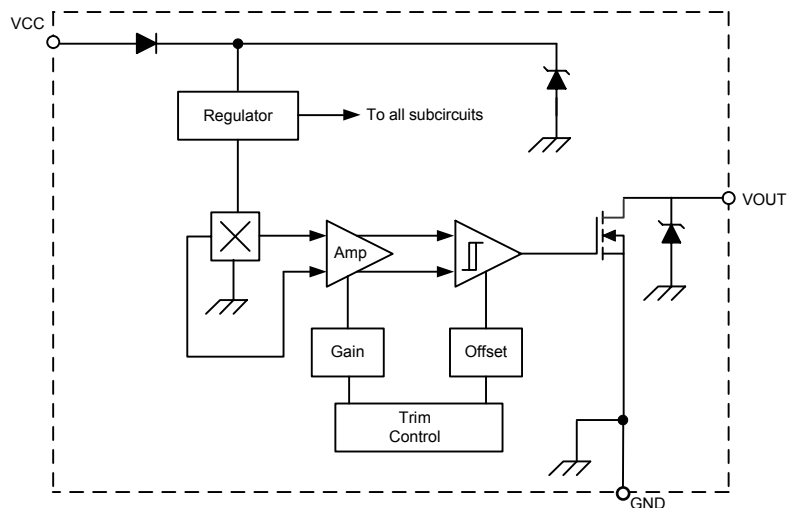 VCC
Regulator
To all subcircuits
VOUT
Amp
Gain
Offset
Trim
Control
GND